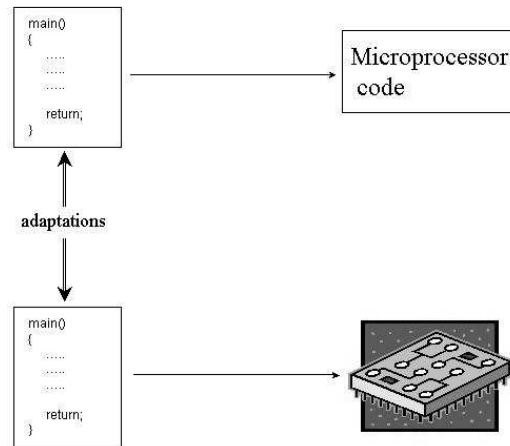 main()
{
.....
.....
.....
return;
}
Microprocessor
code
adaptations
main()
{
.....
.....
.....
return;
}